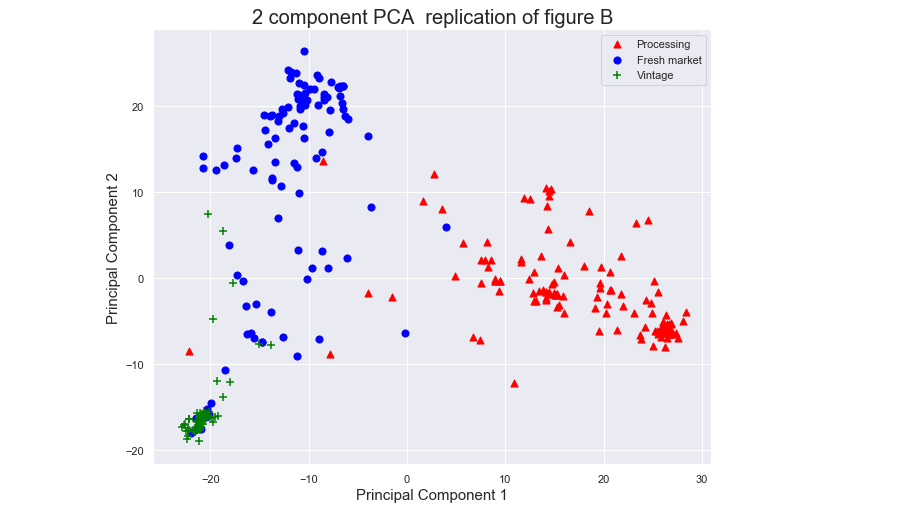 2 component PCA  replication of figure B
Processing
Fresh market
Vintage
Principal Component 2
20
10
0
−10
−20
−20
−10
0
10
20
30
Principal Component 1